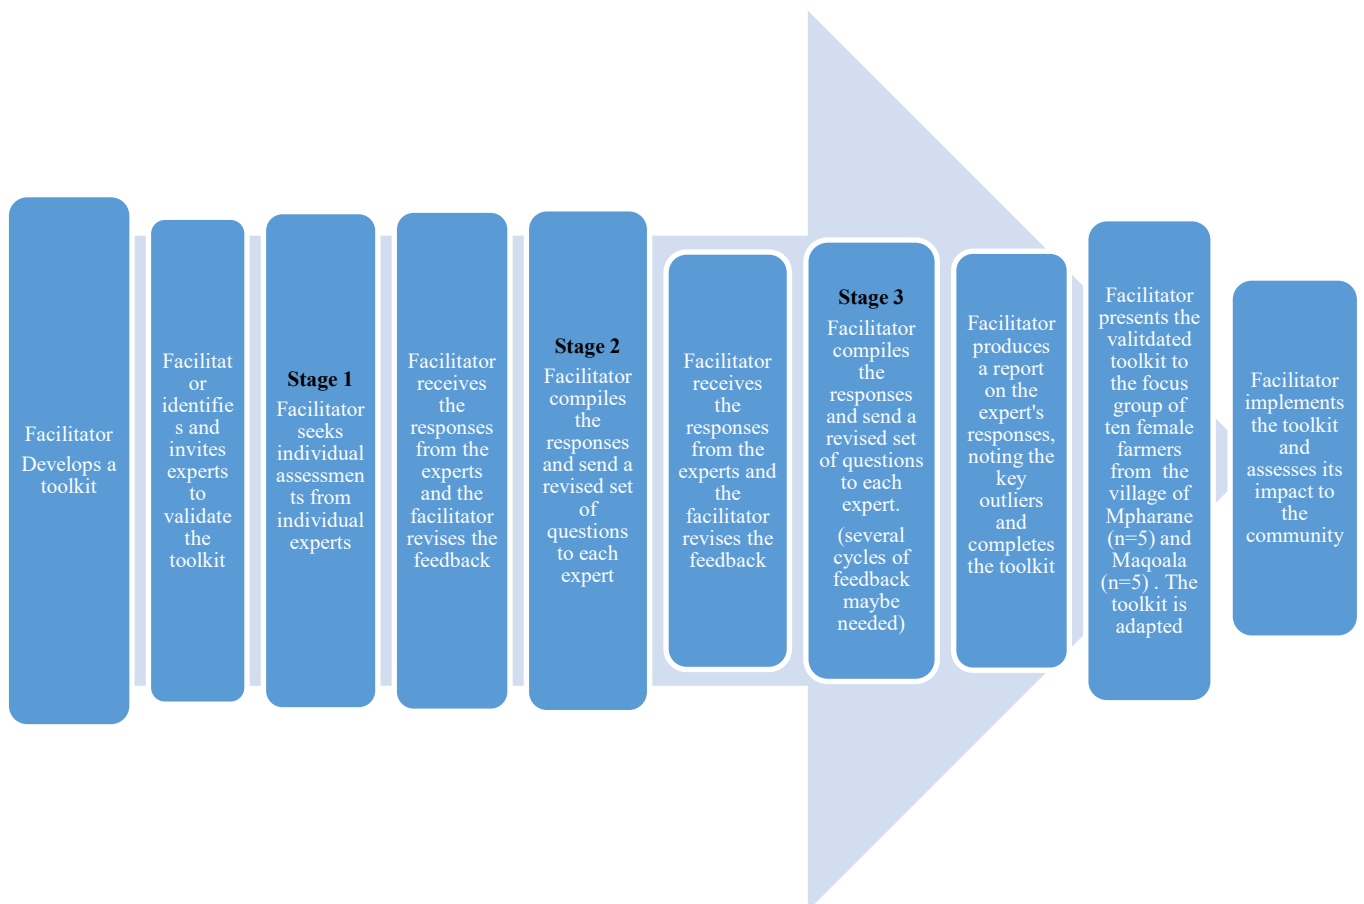 Facilitator
Develops a
toolkit
Facilitat
or
identifie
s and
invites
experts
to
validate
the
toolkit
Stage 1
Facilitator
seeks
individual
assessmen
ts from
individual
experts
Facilitator
receives
the
responses
from the
experts
and the
facilitator
revises the
feedback
Stage 2
Facilitator
compiles
the
responses
and send a
revised set
of
questions
to each
expert
Facilitator
receives
the
responses
from the
experts and
the
facilitator
revises the
feedback
Stage 3
Facilitator
compiles
the
responses
and send a
revised set
of questions
to each
expert.
(several
cycles of
feedback
maybe
needed)
Facilitator
produces
a report
on the
expert's
responses,
noting the
key
outliers
and
completes
the toolkit
Facilitator
presents the
valitdated
toolkit to
the focus
group of
ten female
farmers
from the
village of
Mpharane
(n=5) and
Maqoala
(n=5) . The
toolkit is
adapted
Facilitator
implements
the toolkit
and
assesses its
impact to
the
community